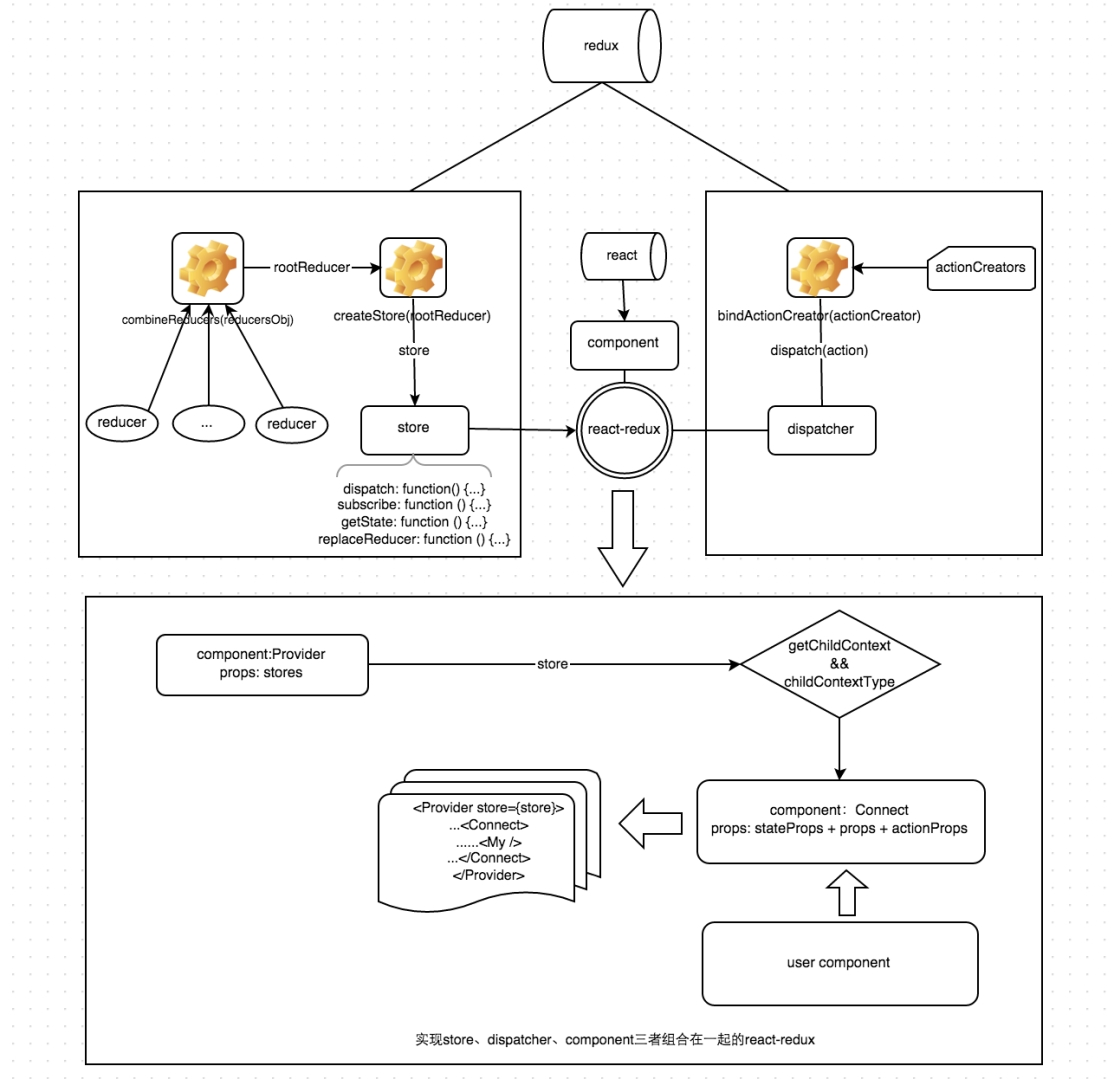 redux
rootReducer
combineReducers(reducersObj)
createStore(rootReducer)
store
reducer
...
reducer
store
dispatch: function() {...}
subscribe: function () {...}
getState: function () {...}
replaceReducer: function () {...}
react
component
react-redux
actionCreators
bindActionCreator(actionCreator)
dispatch(action)
dispatcher
component:Provider
props: stores
store
getChildContext
&&
childContextType
component： Connect
props: stateProps + props + actionProps
<Provider store={store}>
...<Connect>
......<My />
...</Connect>
</Provider>
user component
实现store、dispatcher、component三者组合在一起的react-redux